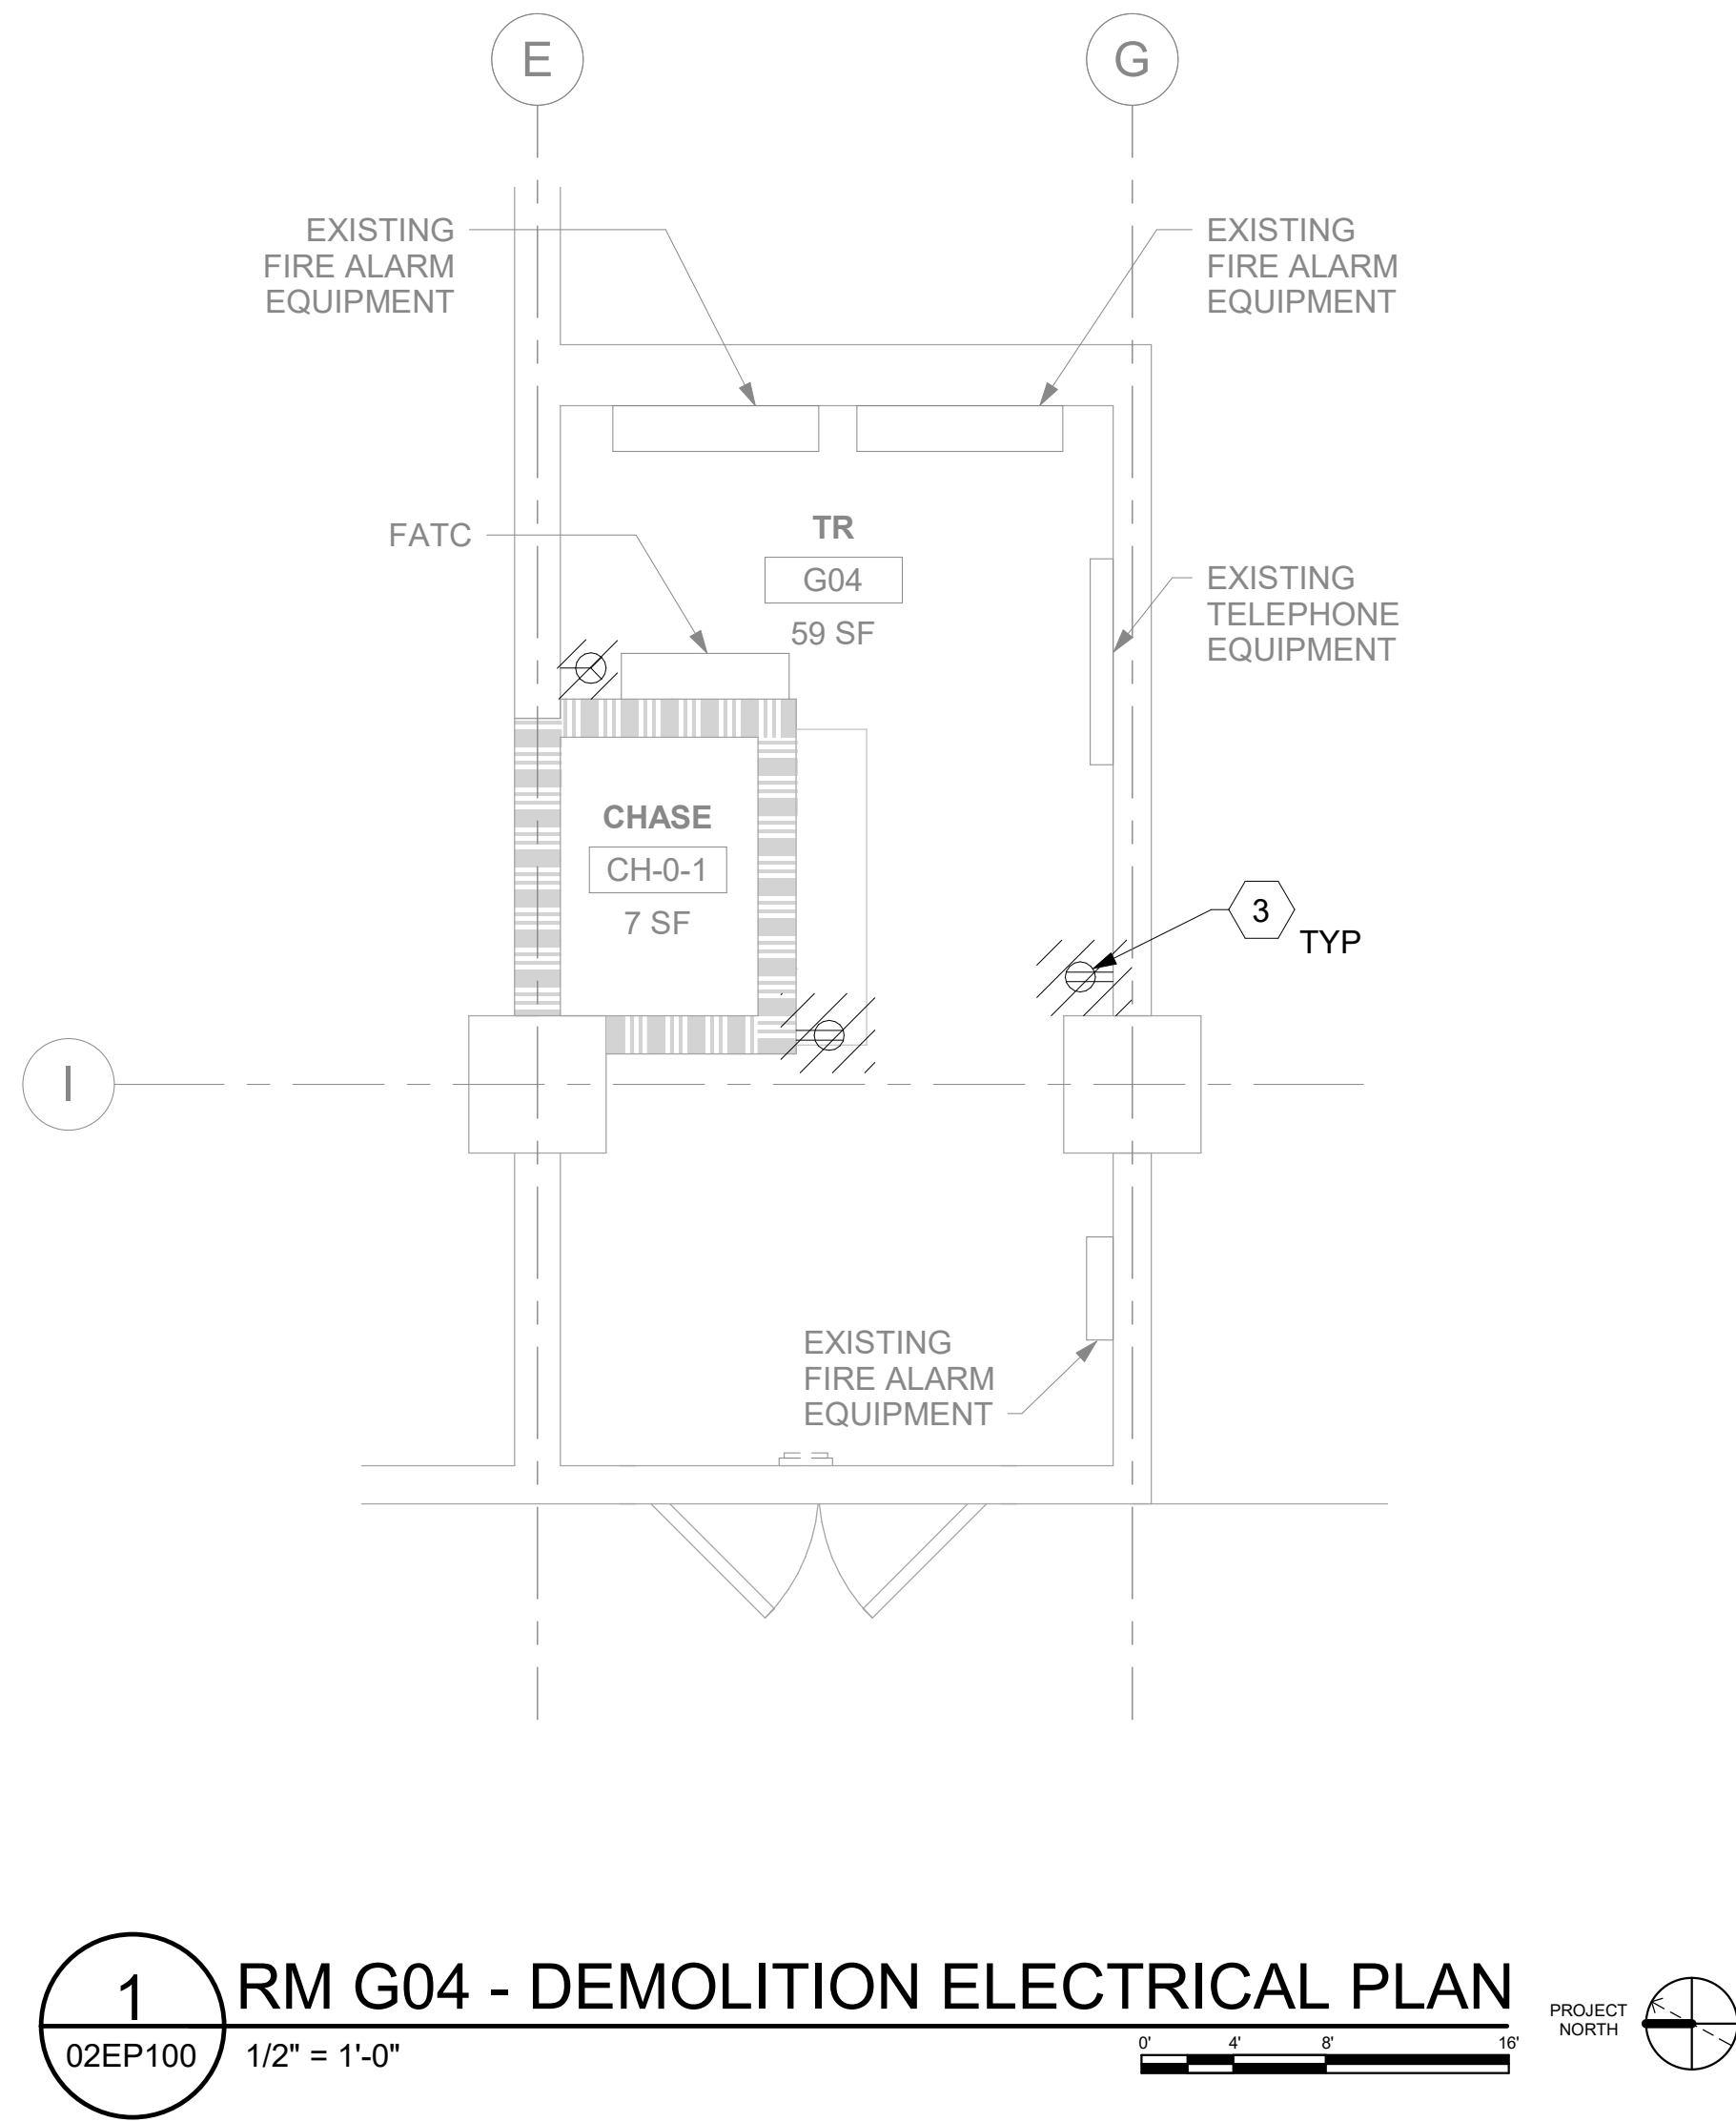 E
G
EXISTING
FIRE ALARM
EQUIPMENT
EXISTING
FIRE ALARM
EQUIPMENT
FATC
TR
G04
59 SF
EXISTING
TELEPHONE
EQUIPMENT
CHASE
CH-0-1
7 SF
3
TYP
I
EXISTING
FIRE ALARM
EQUIPMENT
1
RM G04 - DEMOLITION ELECTRICAL PLAN
02EP100
1/2" = 1'-0"
0' 4' 8' 16'
PROJECT
NORTH